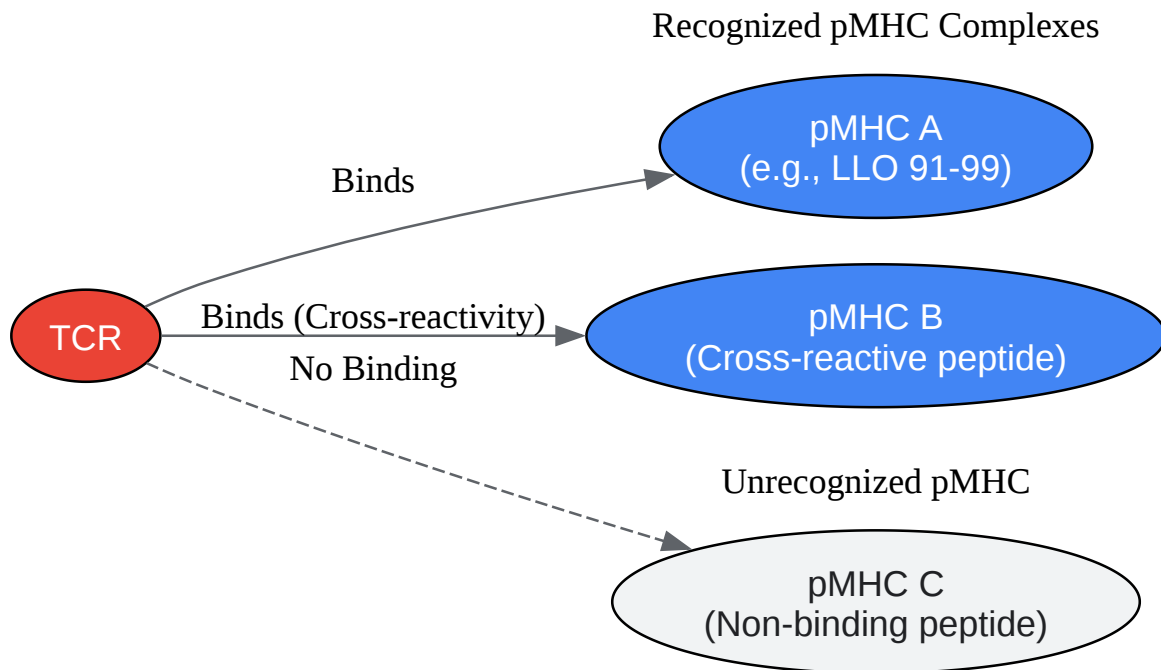 Recognized pMHC Complexes
pMHC A
(e.g., LLO 91-99)
Binds
TCR
Binds (Cross-reactivity)
pMHC B
(Cross-reactive peptide)
No Binding
Unrecognized pMHC
pMHC C
(Non-binding peptide)